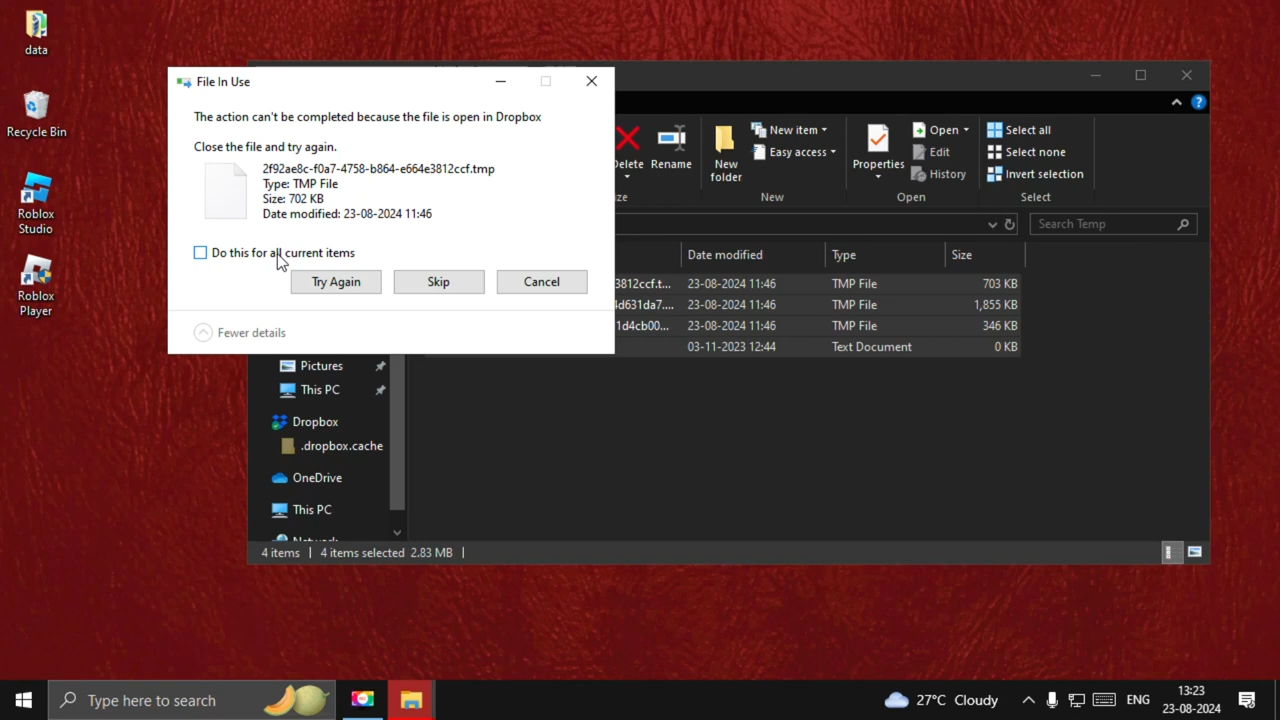 data
Recycle Bin
Roblox
Studio
Roblox
Player
File In Use
The action can't be completed because the file is open in Dropbox
Close the file and try again.
2f92ae8c-f0a7-4758-b864-e664e3812ccf.tmp
Type: TMP File
Size: 702 KB
Date modified: 23-08-2024 11:46
Do this for all current items
Try Again Skip Cancel
Fewer details
?
Delete
Rename
New
folder
New item
Easy access
New
Properties
Open
Edit
History
Open
Select all
Select none
Invert selection
Select
Search Temp
Date modified Type Size
3812ccf.t... 23-08-2024 11:46 TMP File 703 KB
4d631da7.... 23-08-2024 11:46 TMP File 1,855 KB
1d4cb00... 23-08-2024 11:46 TMP File 346 KB
03-11-2023 12:44 Text Document 0 KB
Pictures
This PC
Dropbox
.dropbox.cache
OneDrive
This PC
Network
4 items | 4 items selected 2.83 MB |
Type here to search
27°C Cloudy
ENG
13:23
23-08-2024